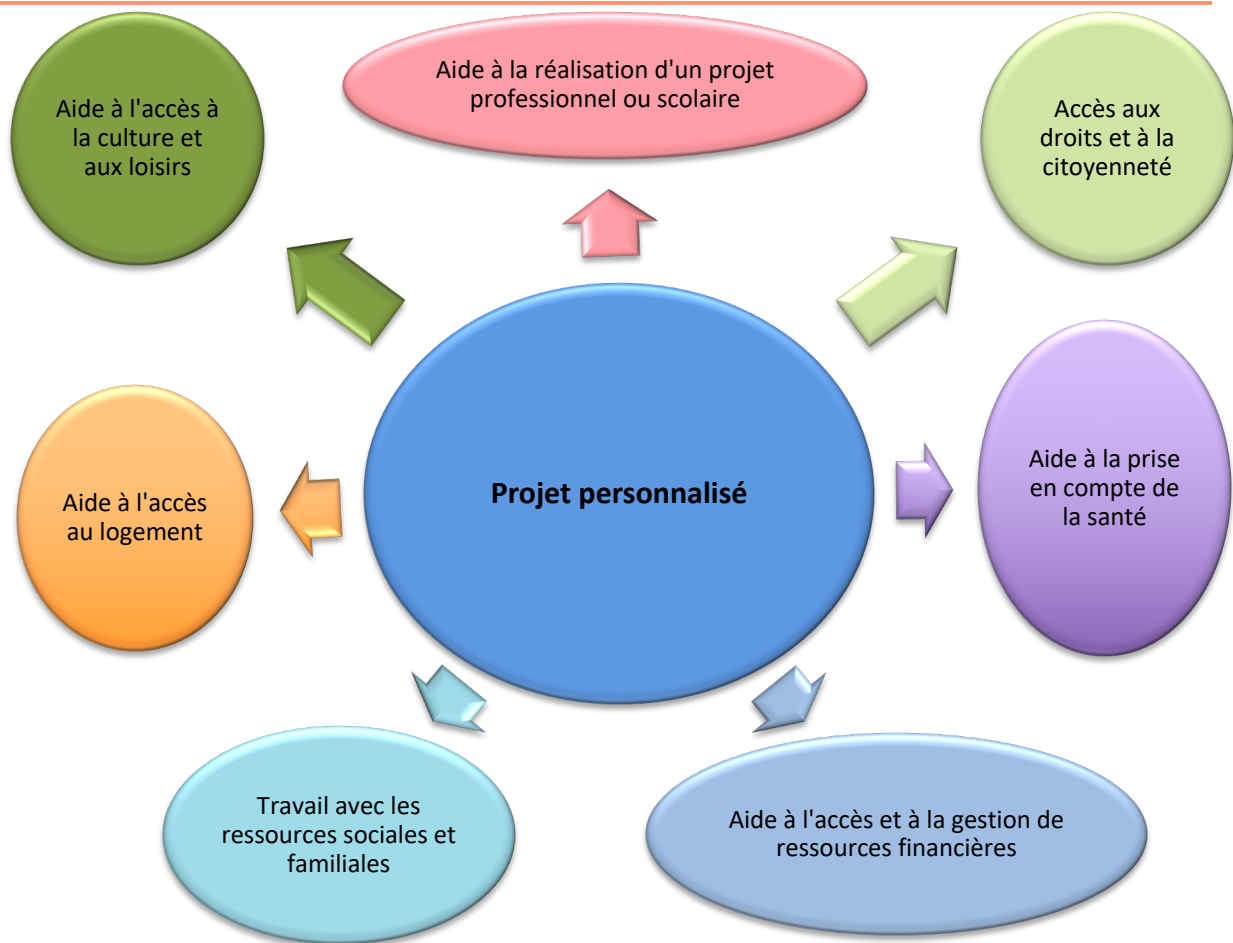 Aide à l'accès à
la culture et
aux loisirs
Aide à la réalisation d'un projet
professionnel ou scolaire
Accès aux
droits et à la
citoyenneté
Aide à l'accès
au logement
Projet personnalisé
Aide à la prise
en compte de
la santé
Travail avec les
ressources sociales et
familiales
Aide à l'accès et à la gestion de
ressources financières